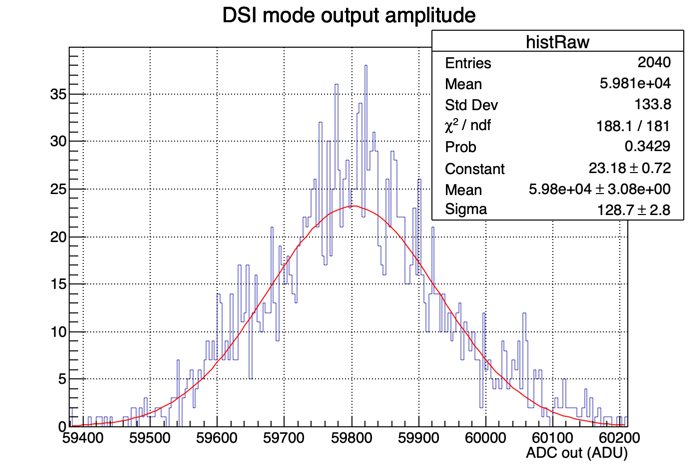 DSI mode output amplitude
histRaw
Entries 2040
Mean 5.981e+04
Std Dev 133.8
χ² / ndf 188.1 / 181
Prob 0.3429
Constant 23.18 ± 0.72
Mean 5.98e+04 ± 3.08e+00
Sigma 128.7 ± 2.8
35
30
25
20
15
10
5
0
59400 59500 59600 59700 59800 59900 60000 60100 60200
ADC out (ADU)